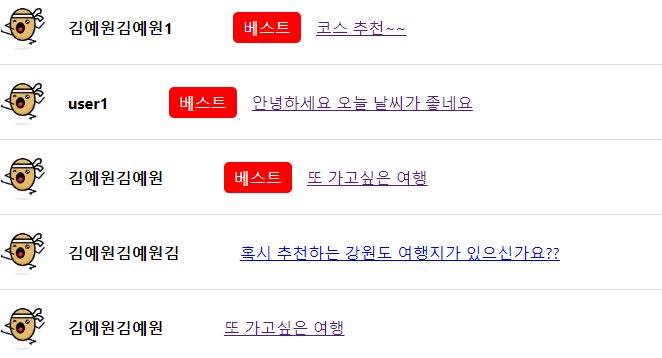 김예원김예원1 베스트 코스 추천~~
user1 베스트 안녕하세요 오늘 날씨가 좋네요
김예원김예원 베스트 또 가고싶은 여행
김예원김예원김 혹시 추천하는 강원도 여행지가 있으신가요??
김예원김예원 또 가고싶은 여행